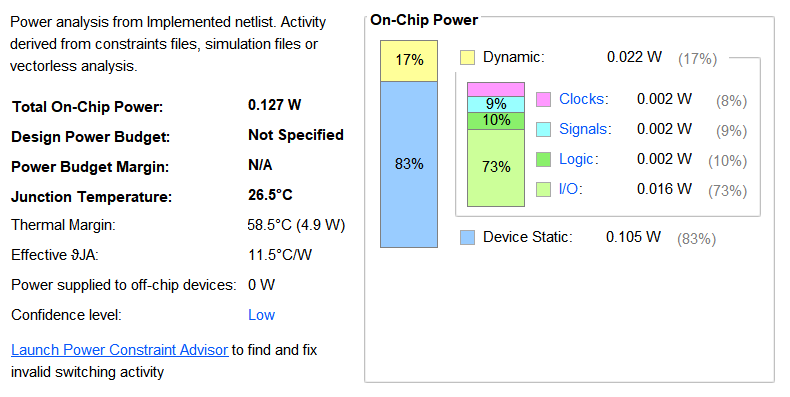 Power analysis from Implemented netlist. Activity
derived from constraints files, simulation files or
vectorless analysis.
Total On-Chip Power: 0.127 W
Design Power Budget: Not Specified
Power Budget Margin: N/A
Junction Temperature: 26.5°C
Thermal Margin: 58.5°C (4.9 W)
Effective ϑJA: 11.5°C/W
Power supplied to off-chip devices: 0 W
Confidence level: Low
Launch Power Constraint Advisor to find and fix
invalid switching activity
On-Chip Power
17%
83%
Dynamic: 0.022 W (17%)
9%
10%
73%
Clocks: 0.002 W (8%)
Signals: 0.002 W (9%)
Logic: 0.002 W (10%)
I/O: 0.016 W (73%)
Device Static: 0.105 W (83%)